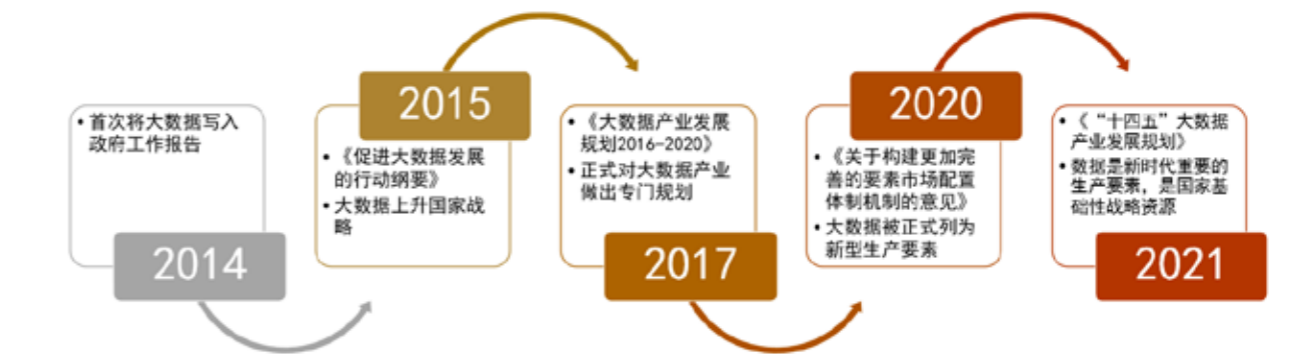 • 首次将大数据写入
政府工作报告
2014
2015
• 《促进大数据发展
的行动纲要》
• 大数据上升国家战
略
• 《大数据产业发展
规划2016-2020》
• 正式对大数据产业
做出专门规划
2017
2020
• 《关于构建更加完
善的要素市场配置
体制机制的意见》
• 大数据被正式列为
新型生产要素
• 《 “十四五”大数据
产业发展规划》
• 数据是新时代重要的
生产要素，是国家基
础性战略资源
2021